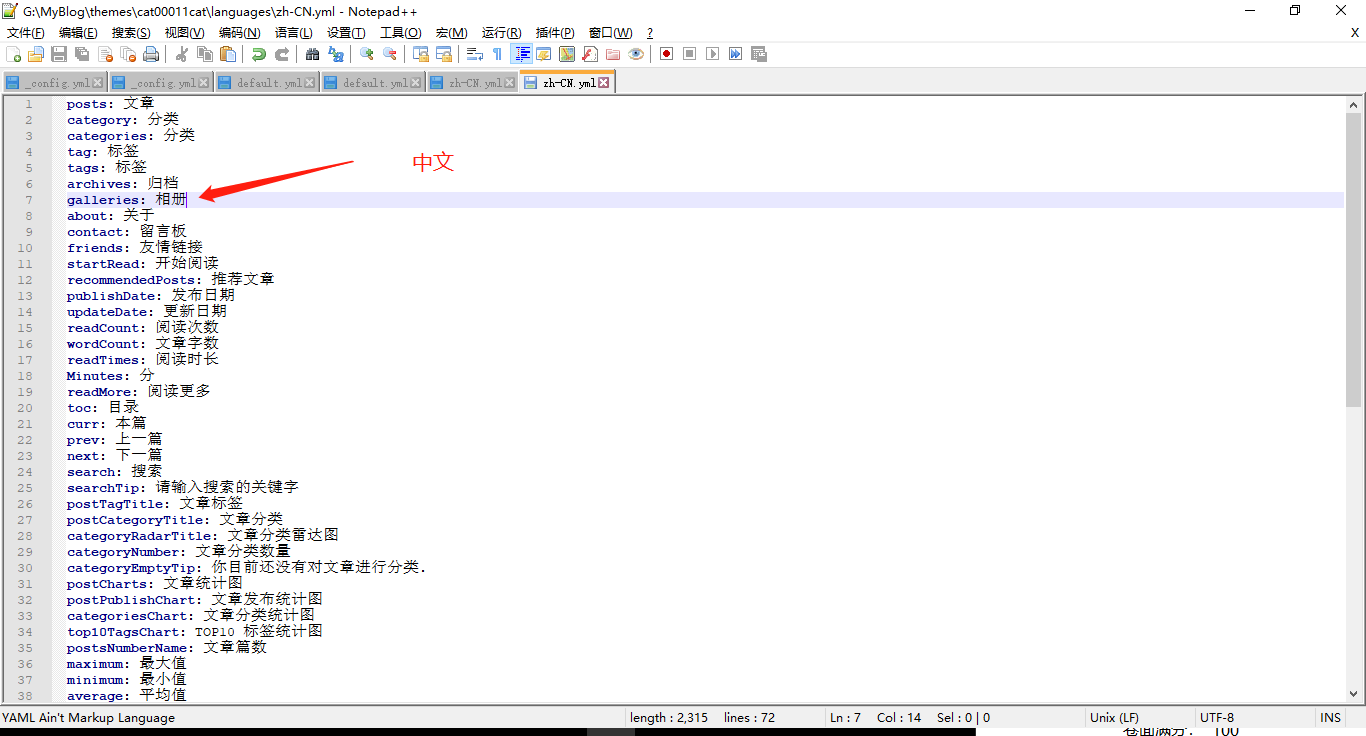 G:\MyBlog\themes\cat00011cat\languages\zh-CN.yml - Notepad++
文件(F) 编辑(E) 搜索(S) 视图(V) 编码(N) 语言(L) 设置(T) 工具(O) 宏(M) 运行(R) 插件(P) 窗口(W) ? X
_config.yml _config.yml default.yml default.yml zh-CN.yml zh-CN.yml
1 posts: 文章
2 category: 分类
3 categories: 分类
4 tag: 标签
5 tags: 标签
中文
6 archives: 归档
7 galleries: 相册
8 about: 关于
9 contact: 留言板
10 friends: 友情链接
11 startRead: 开始阅读
12 recommendedPosts: 推荐文章
13 publishDate: 发布日期
14 updateDate: 更新日期
15 readCount: 阅读次数
16 wordCount: 文章字数
17 readTimes: 阅读时长
18 Minutes: 分
19 readMore: 阅读更多
20 toc: 目录
21 curr: 本篇
22 prev: 上一篇
23 next: 下一篇
24 search: 搜索
25 searchTip: 请输入搜索的关键字
26 postTagTitle: 文章标签
27 postCategoryTitle: 文章分类
28 categoryRadarTitle: 文章分类雷达图
29 categoryNumber: 文章分类数量
30 categoryEmptyTip: 你目前还没有对文章进行分类.
31 postCharts: 文章统计图
32 postPublishChart: 文章发布统计图
33 categoriesChart: 文章分类统计图
34 top10TagsChart: TOP10 标签统计图
35 postsNumberName: 文章篇数
36 maximum: 最大值
37 minimum: 最小值
38 average: 平均值
YAML Ain't Markup Language length : 2,315 lines : 72 Ln : 7 Col : 14 Sel : 0 | 0 Unix (LF) UTF-8 INS
卷面满分: 100